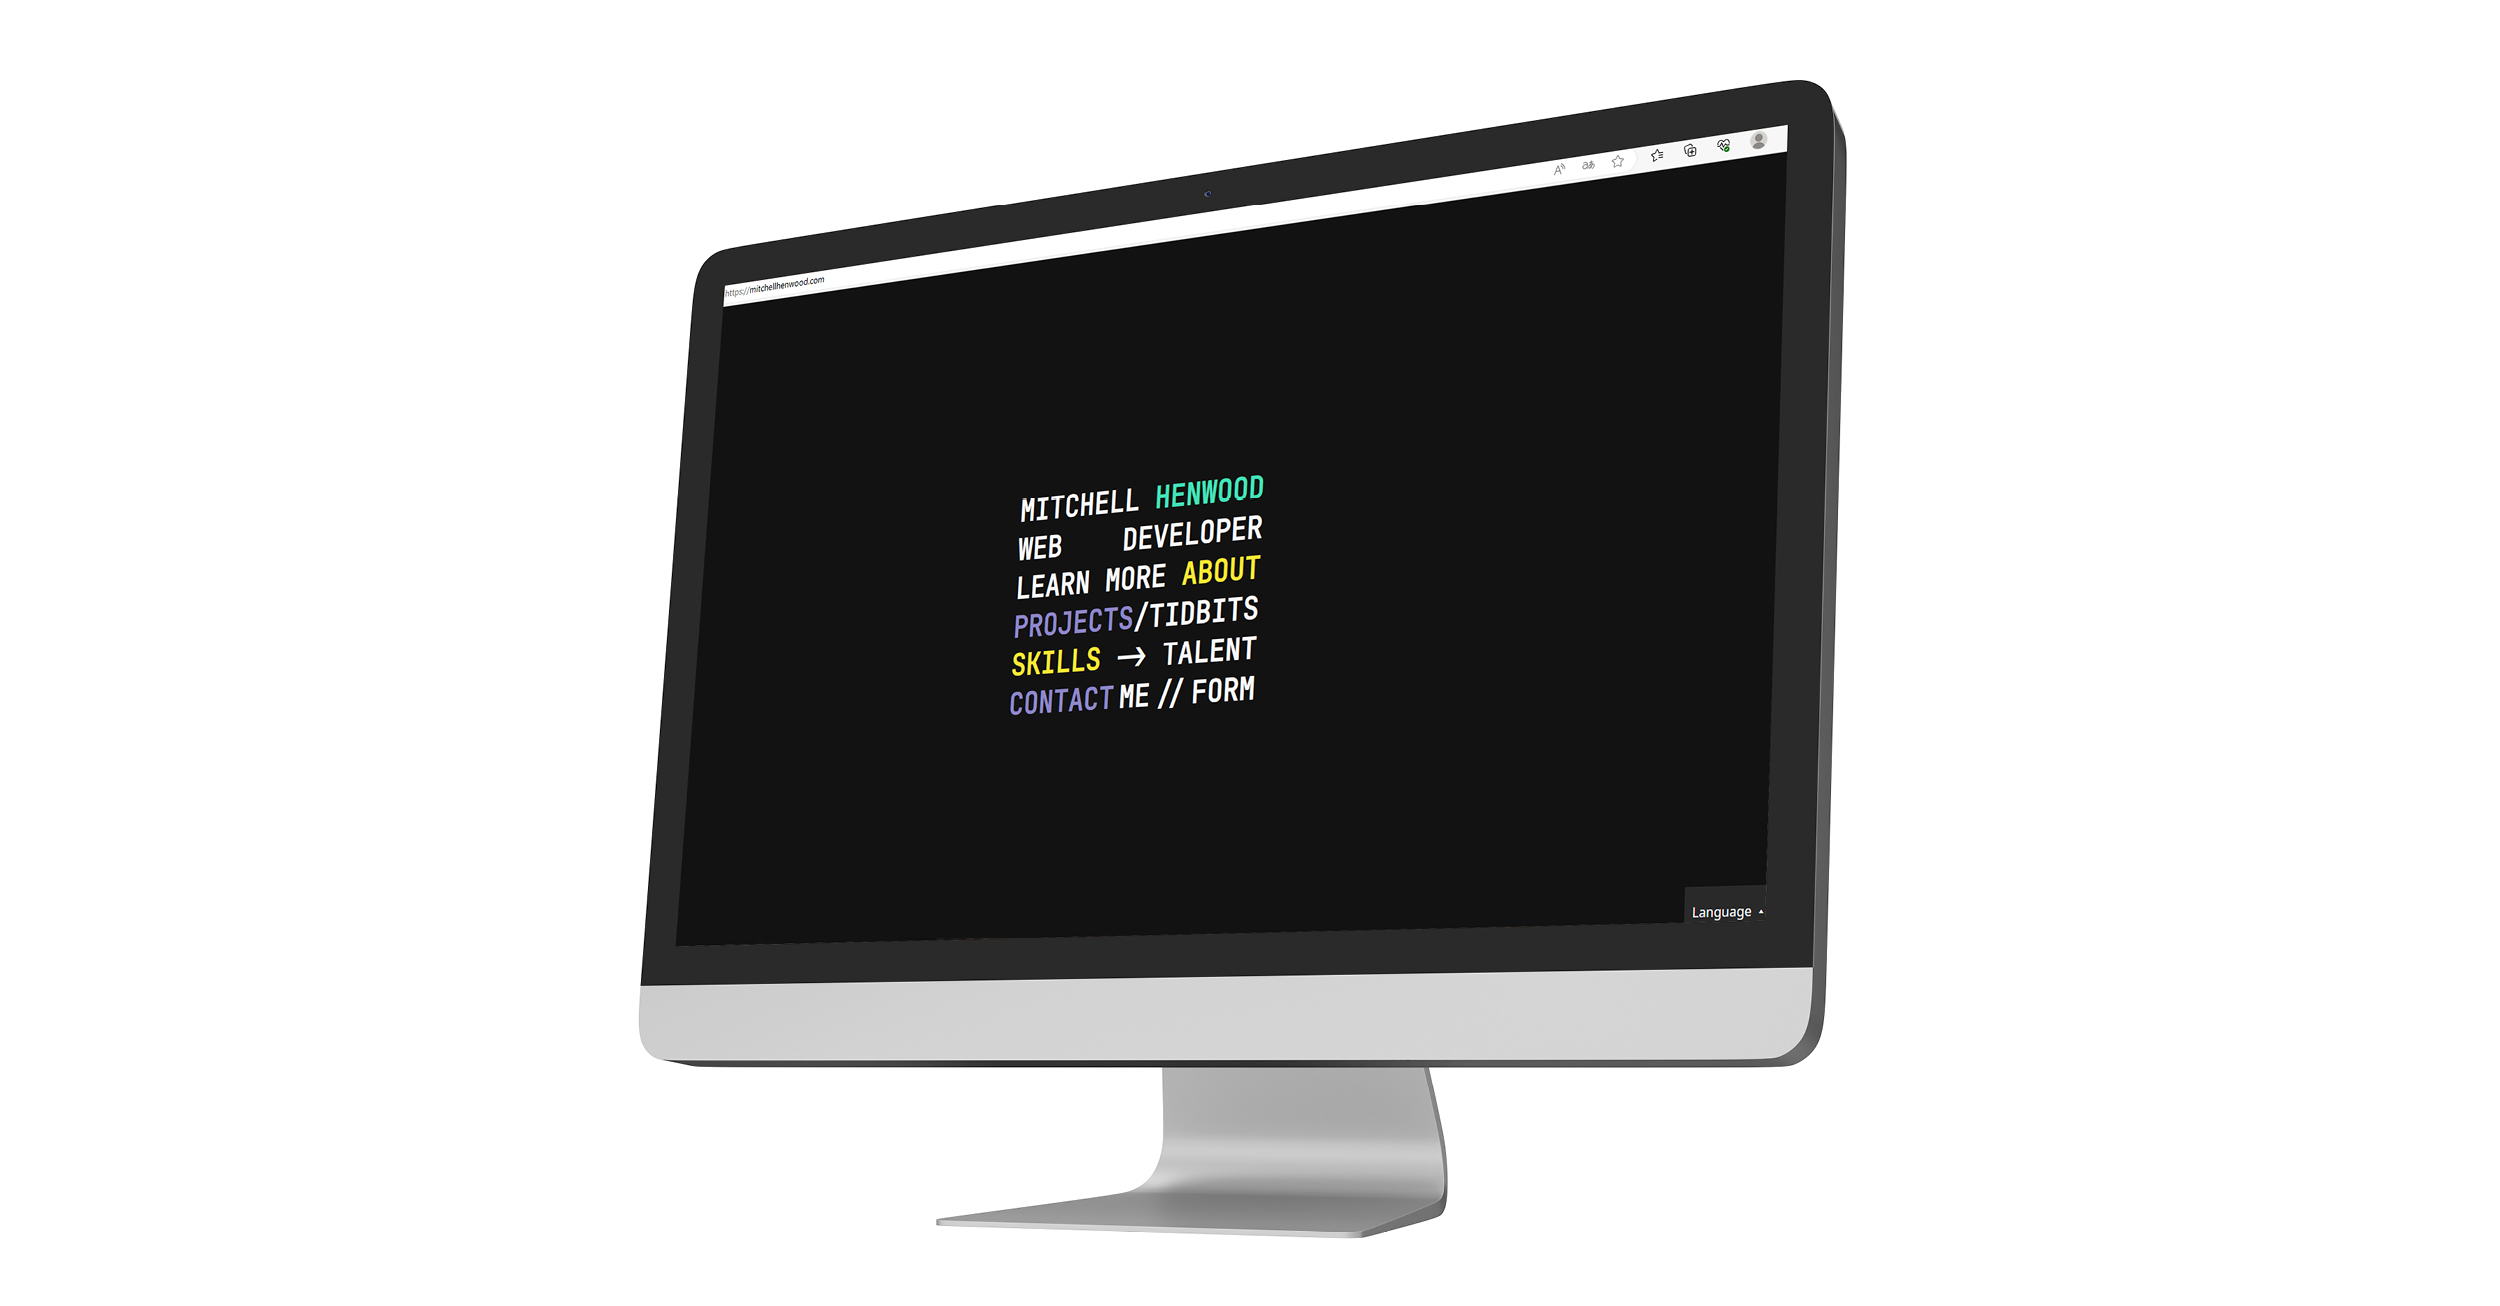 https://mitchellhenwood.com
MITCHELL HENWOOD
WEB DEVELOPER
LEARN MORE ABOUT
PROJECTS/TIDBITS
SKILLS → TALENT
CONTACT ME // FORM
Language